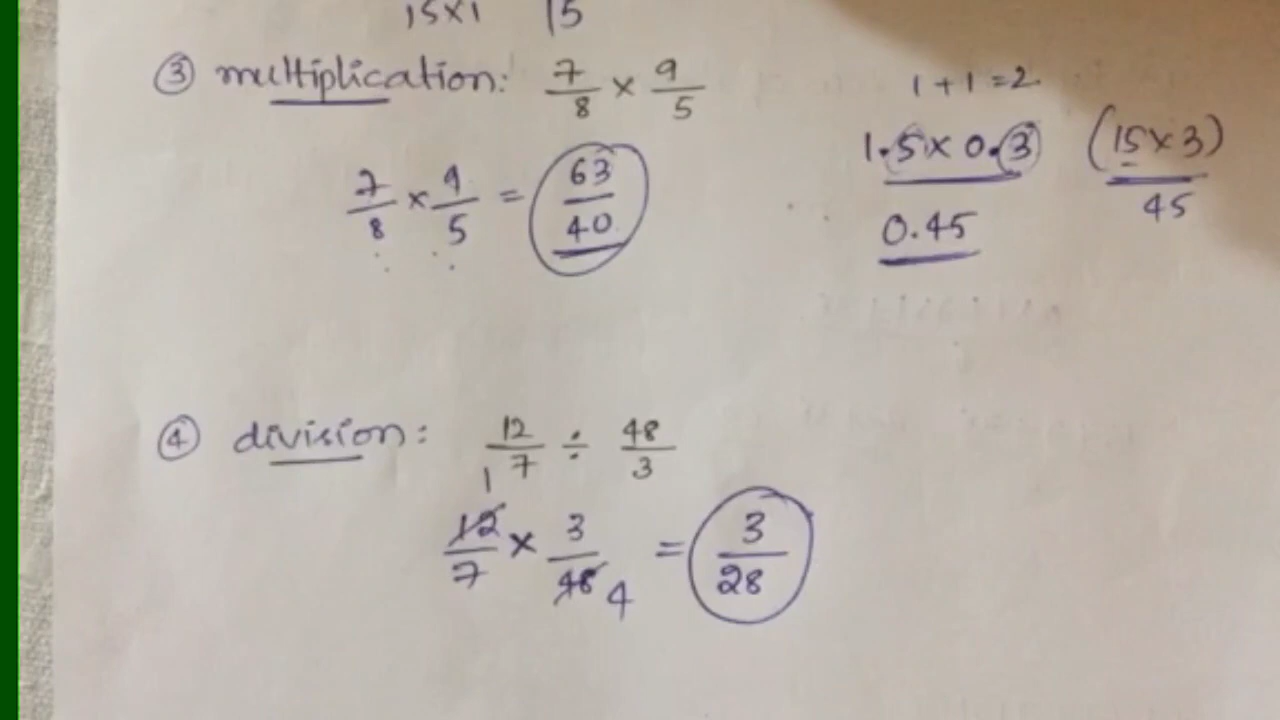 15×1 15
③ multiplication: 7/8 × 9/5
1+1=2
7/8 × 9/5 = 63/40
1.5 × 0.3 (15×3)
0.45 45
④ division: 12/7 ÷ 48/3
1
12/7 × 3/48 4 = 3/28